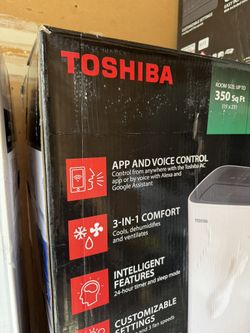 TOSHIBA
ROOM SIZE: UP TO
350 Sq Ft
APP AND VOICE CONTROL
Control from anywhere with the Toshiba AC
app or by voice with Alexa and
Google Assistant
3-IN-1 COMFORT
Cools, dehumidifies
and ventilates
TOSHIBA
INTELLIGENT
FEATURES
24-hour timer and sleep mode
CUSTOMIZABLE
SETTINGS
fan speeds